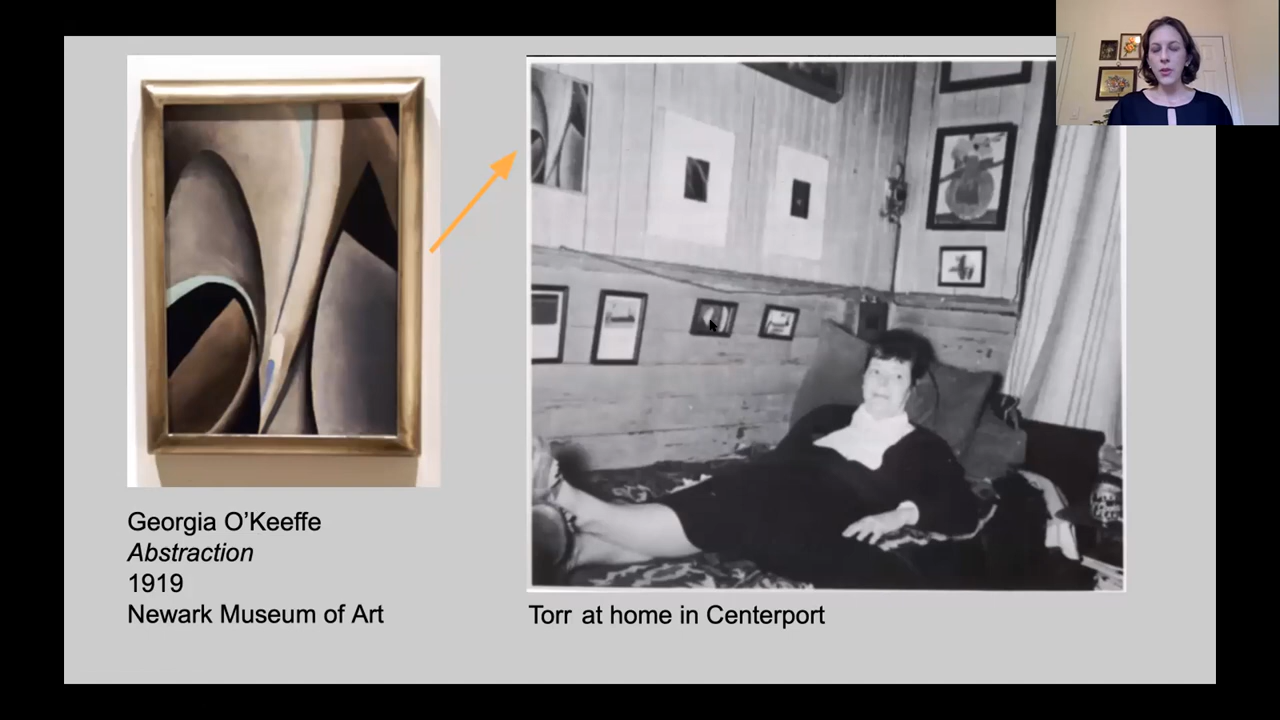 Georgia O’Keeffe
Abstraction
1919
Newark Museum of Art
Torr at home in Centerport